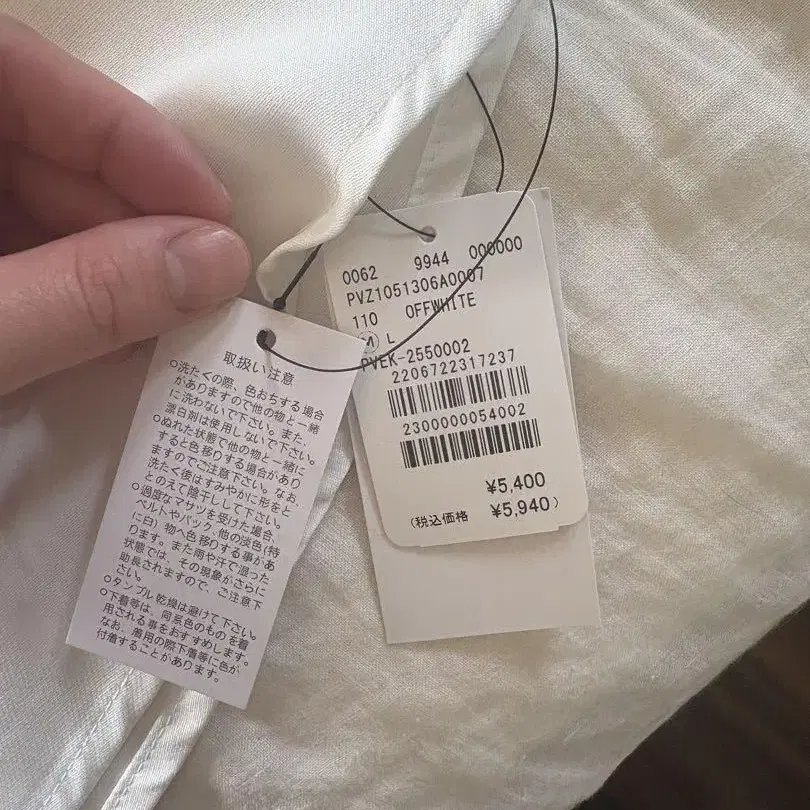 取扱い注意
○洗たくの際、色おちする場合
がありますので他の物と一緒
に洗わないで下さい。また、
漂白剤は使用しないで下さい。
○ぬれた状態で他の物と一緒に
すると色移りする場合があり
ますのでご注意下さい。なお、
洗たく後はすみやかに形をと
とのえて陰干しして下さい。
○過度なマサツを受けた場合、
ベルトやバック、他の淡色(特
に白)物へ色移りする事があ
ります。また雨や汗で湿った
状態では、その現象がさらに
助長されますので、ご注意下
さい。
○タンブル乾燥は避けて下さい。
○下着等は、同系色のものを着
用される事をおすすめします。
なお、着用の際下着等に色が
付着することがあります。
0062 9944 000000
PVZ1051306A0007
110 OFFWHITE
M L
PVEK-2550002
2206722317237
2300000054002
¥5,400
(税込価格 ¥5,940)